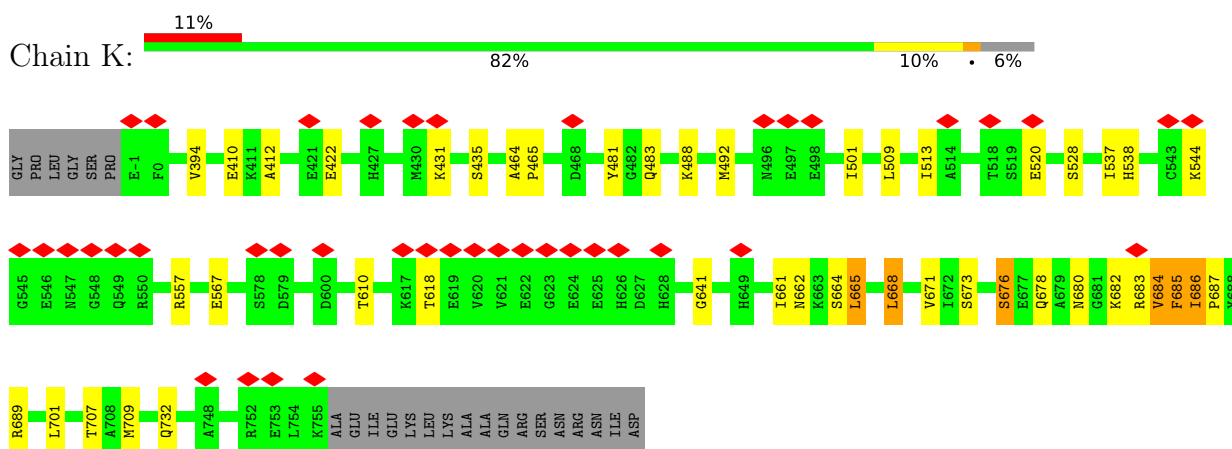 11%
Chain K:
82% 10% • 6%
GLY PRO LEU GLY SER PRO E-1 F0 V394 E410 K411 A412 E421 E422 H427 M430 K431 S435 A464 P465 D468 Y481 G482 Q483 K488 M492 N496 E497 E498 I501 L509 I513 A514 T518 S519 E520 S528 I537 H538 C543 K544
G545 E546 N547 G548 Q549 R550 R557 E567 S578 D579 D600 T610 K617 T618 E619 V620 V621 E622 G623 E624 E625 H626 D627 H628 G641 H649 I661 N662 K663 S664 L665 L668 V671 I672 S673 S676 E677 Q678 A679 N680 G681 K682 R683 V684 F685 I686 P687 Y688
R689 L701 T707 A708 M709 Q732 A748 R752 E753 L754 K755 ALA GLU ILE GLU LYS LEU LYS ALA ALA GLN ARG SER ASN ARG ASN ILE ASP